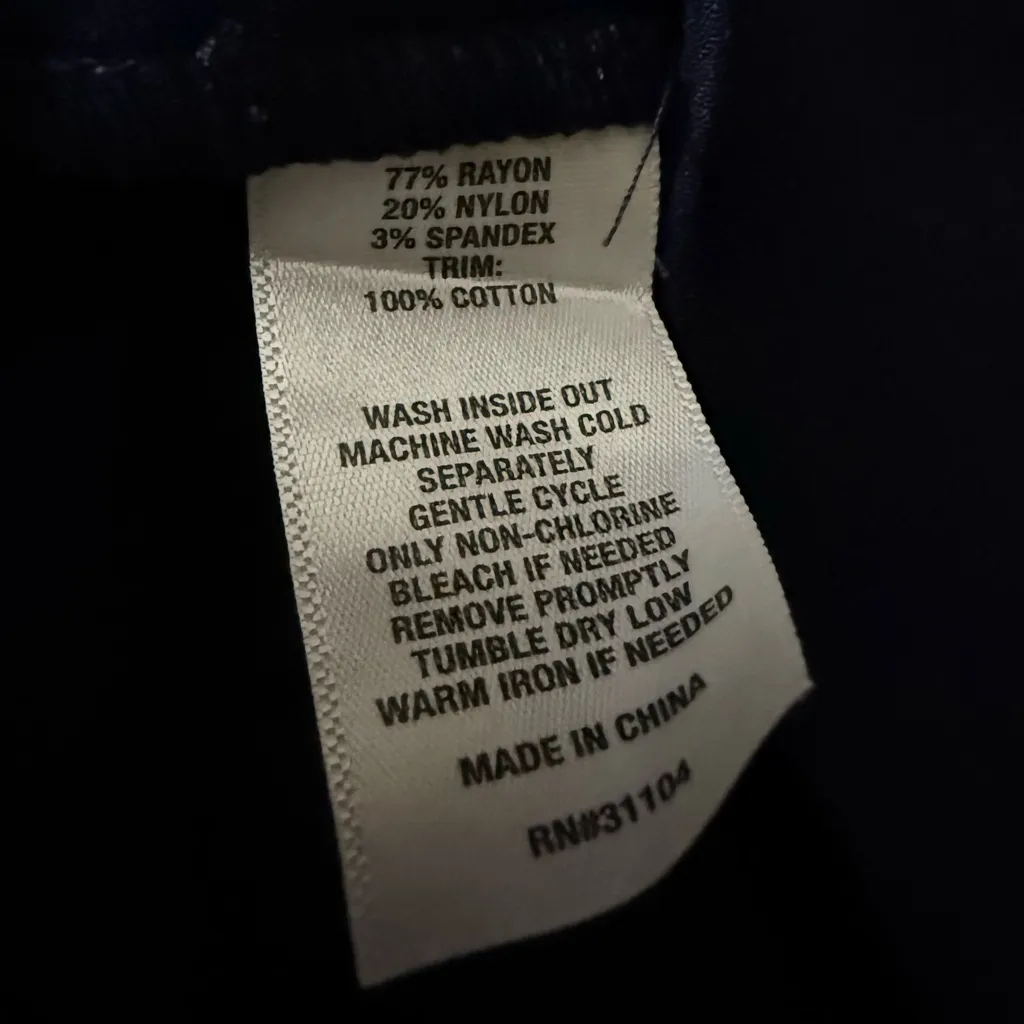 77% RAYON
20% NYLON
3% SPANDEX
TRIM:
100% COTTON
WASH INSIDE OUT
MACHINE WASH COLD
SEPARATELY
GENTLE CYCLE
ONLY NON-CHLORINE
BLEACH IF NEEDED
REMOVE PROMPTLY
TUMBLE DRY LOW
WARM IRON IF NEEDED
MADE IN CHINA
RN#31104